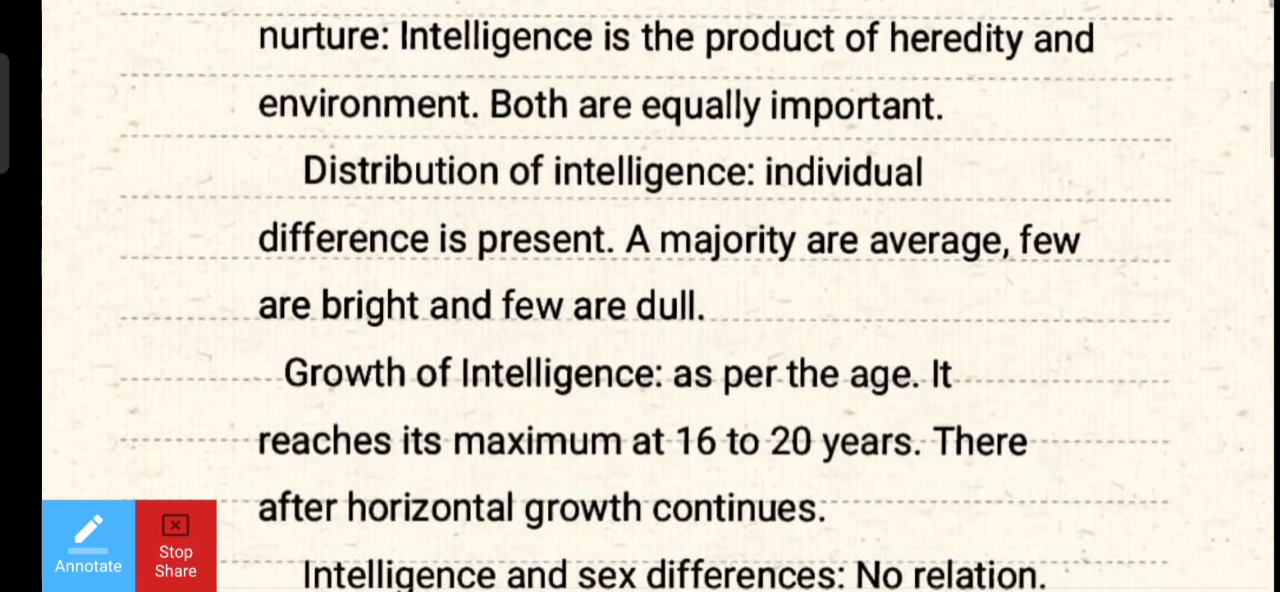 nurture: Intelligence is the product of heredity and
environment. Both are equally important.
Distribution of intelligence: individual
difference is present. A majority are average, few
are bright and few are dull.
Growth of Intelligence: as per the age. It
reaches its maximum at 16 to 20 years. There
after horizontal growth continues.
Intelligence and sex differences: No relation.
Annotate
Stop
Share